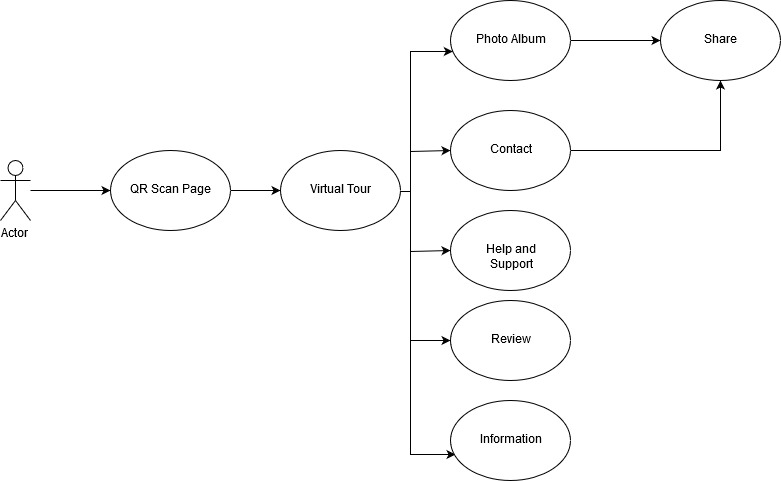 Photo Album
Share
Contact
QR Scan Page
Virtual Tour
Actor
Help and
Support
Review
Information